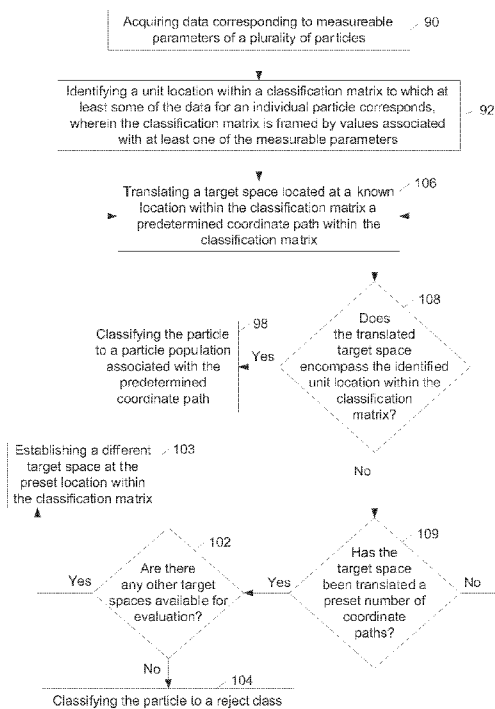 Acquiring data corresponding to measureable
parameters of a plurality of particles
90
Identifying a unit location within a classification matrix to which at
least some of the data for an individual particle corresponds,
wherein the classification matrix is framed by values associated
with at least one of the measurable parameters
92
Translating a target space located at a known
location within the classification matrix a
predetermined coordinate path within the
classification matrix
106
108
Does
the translated
target space
encompass the identified
unit location within the
classification
matrix?
98
Classifying the particle
to a particle population
associated with the
predetermined
coordinate path
Yes
No
Establishing a different
target space at the
preset location within
the classification matrix
103
109
Has the
target space
been translated a
preset number of
coordinate
paths?
No
Yes
102
Are there
any other target
spaces available for
evaluation?
Yes
No
104
Classifying the particle to a reject class